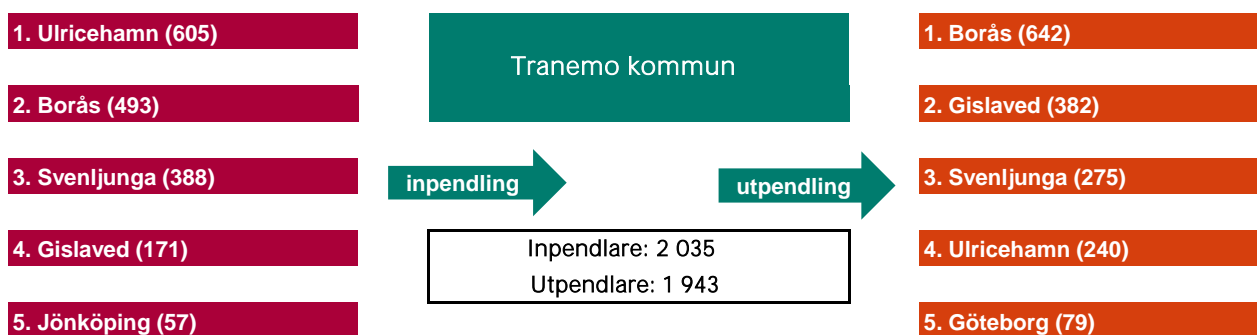 1. Ulricehamn (605)
2. Borås (493)
3. Svenljunga (388)
4. Gislaved (171)
5. Jönköping (57)
Tranemo kommun
inpendling
utpendling
Inpendlare: 2 035
Utpendlare: 1 943
1. Borås (642)
2. Gislaved (382)
3. Svenljunga (275)
4. Ulricehamn (240)
5. Göteborg (79)